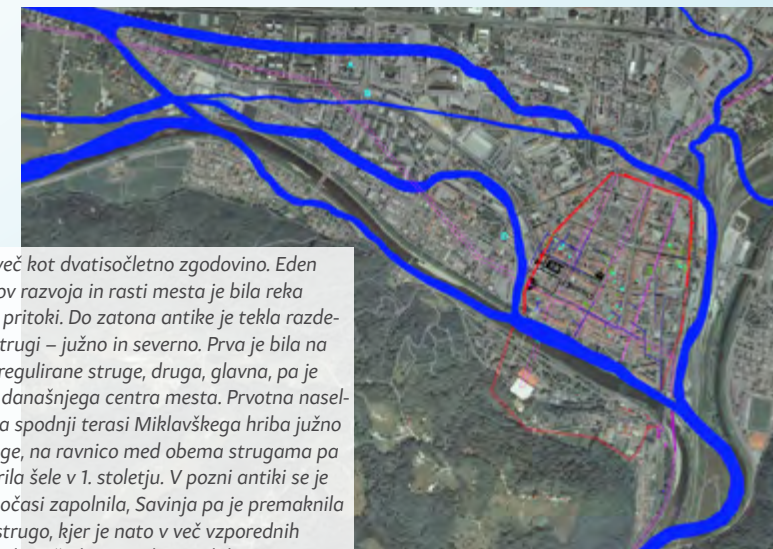 več kot dvatisočletno zgodovino. Eden
ov razvoja in rasti mesta je bila reka
pritoki. Do zatona antike je tekla razde-
trugi – južno in severno. Prva je bila na
regulirane struge, druga, glavna, pa je
današnjega centra mesta. Prvotna nasel-
a spodnji terasi Miklavškega hriba južno
ge, na ravnico med obema strugama pa
rila šele v 1. stoletju. V pozni antiki se je
očasi zapolnila, Savinja pa je premaknila
strugo, kjer je nato v več vzporednih